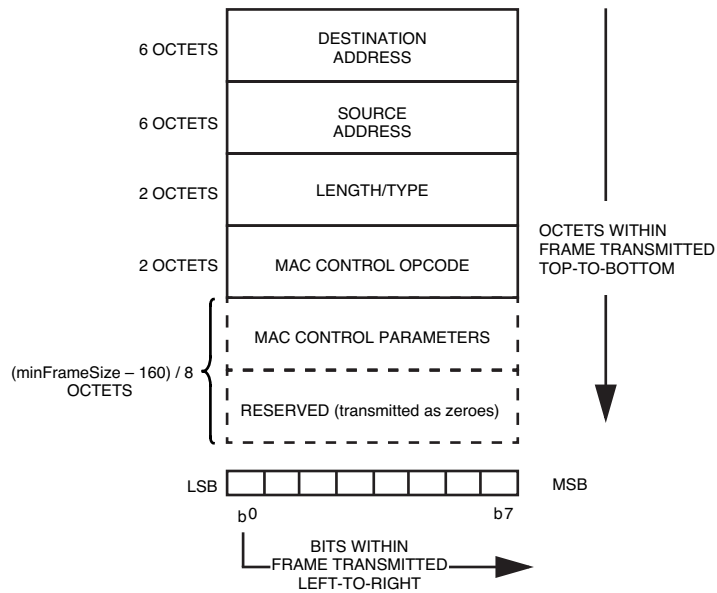 6 OCTETS
DESTINATION
ADDRESS
6 OCTETS
SOURCE
ADDRESS
2 OCTETS
LENGTH/TYPE
2 OCTETS
MAC CONTROL OPCODE
OCTETS WITHIN
FRAME TRANSMITTED
TOP-TO-BOTTOM
(minFrameSize – 160) / 8
OCTETS
MAC CONTROL PARAMETERS
RESERVED (transmitted as zeroes)
LSB
MSB
b0
b7
BITS WITHIN
FRAME TRANSMITTED
LEFT-TO-RIGHT